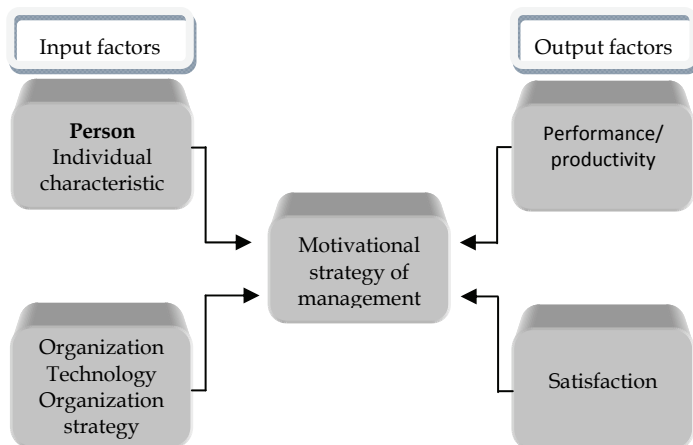 Input factors
Output factors
Person
Individual
characteristic
Performance/
productivity
Motivational
strategy of
management
Organization
Technology
Organization
strategy
Satisfaction